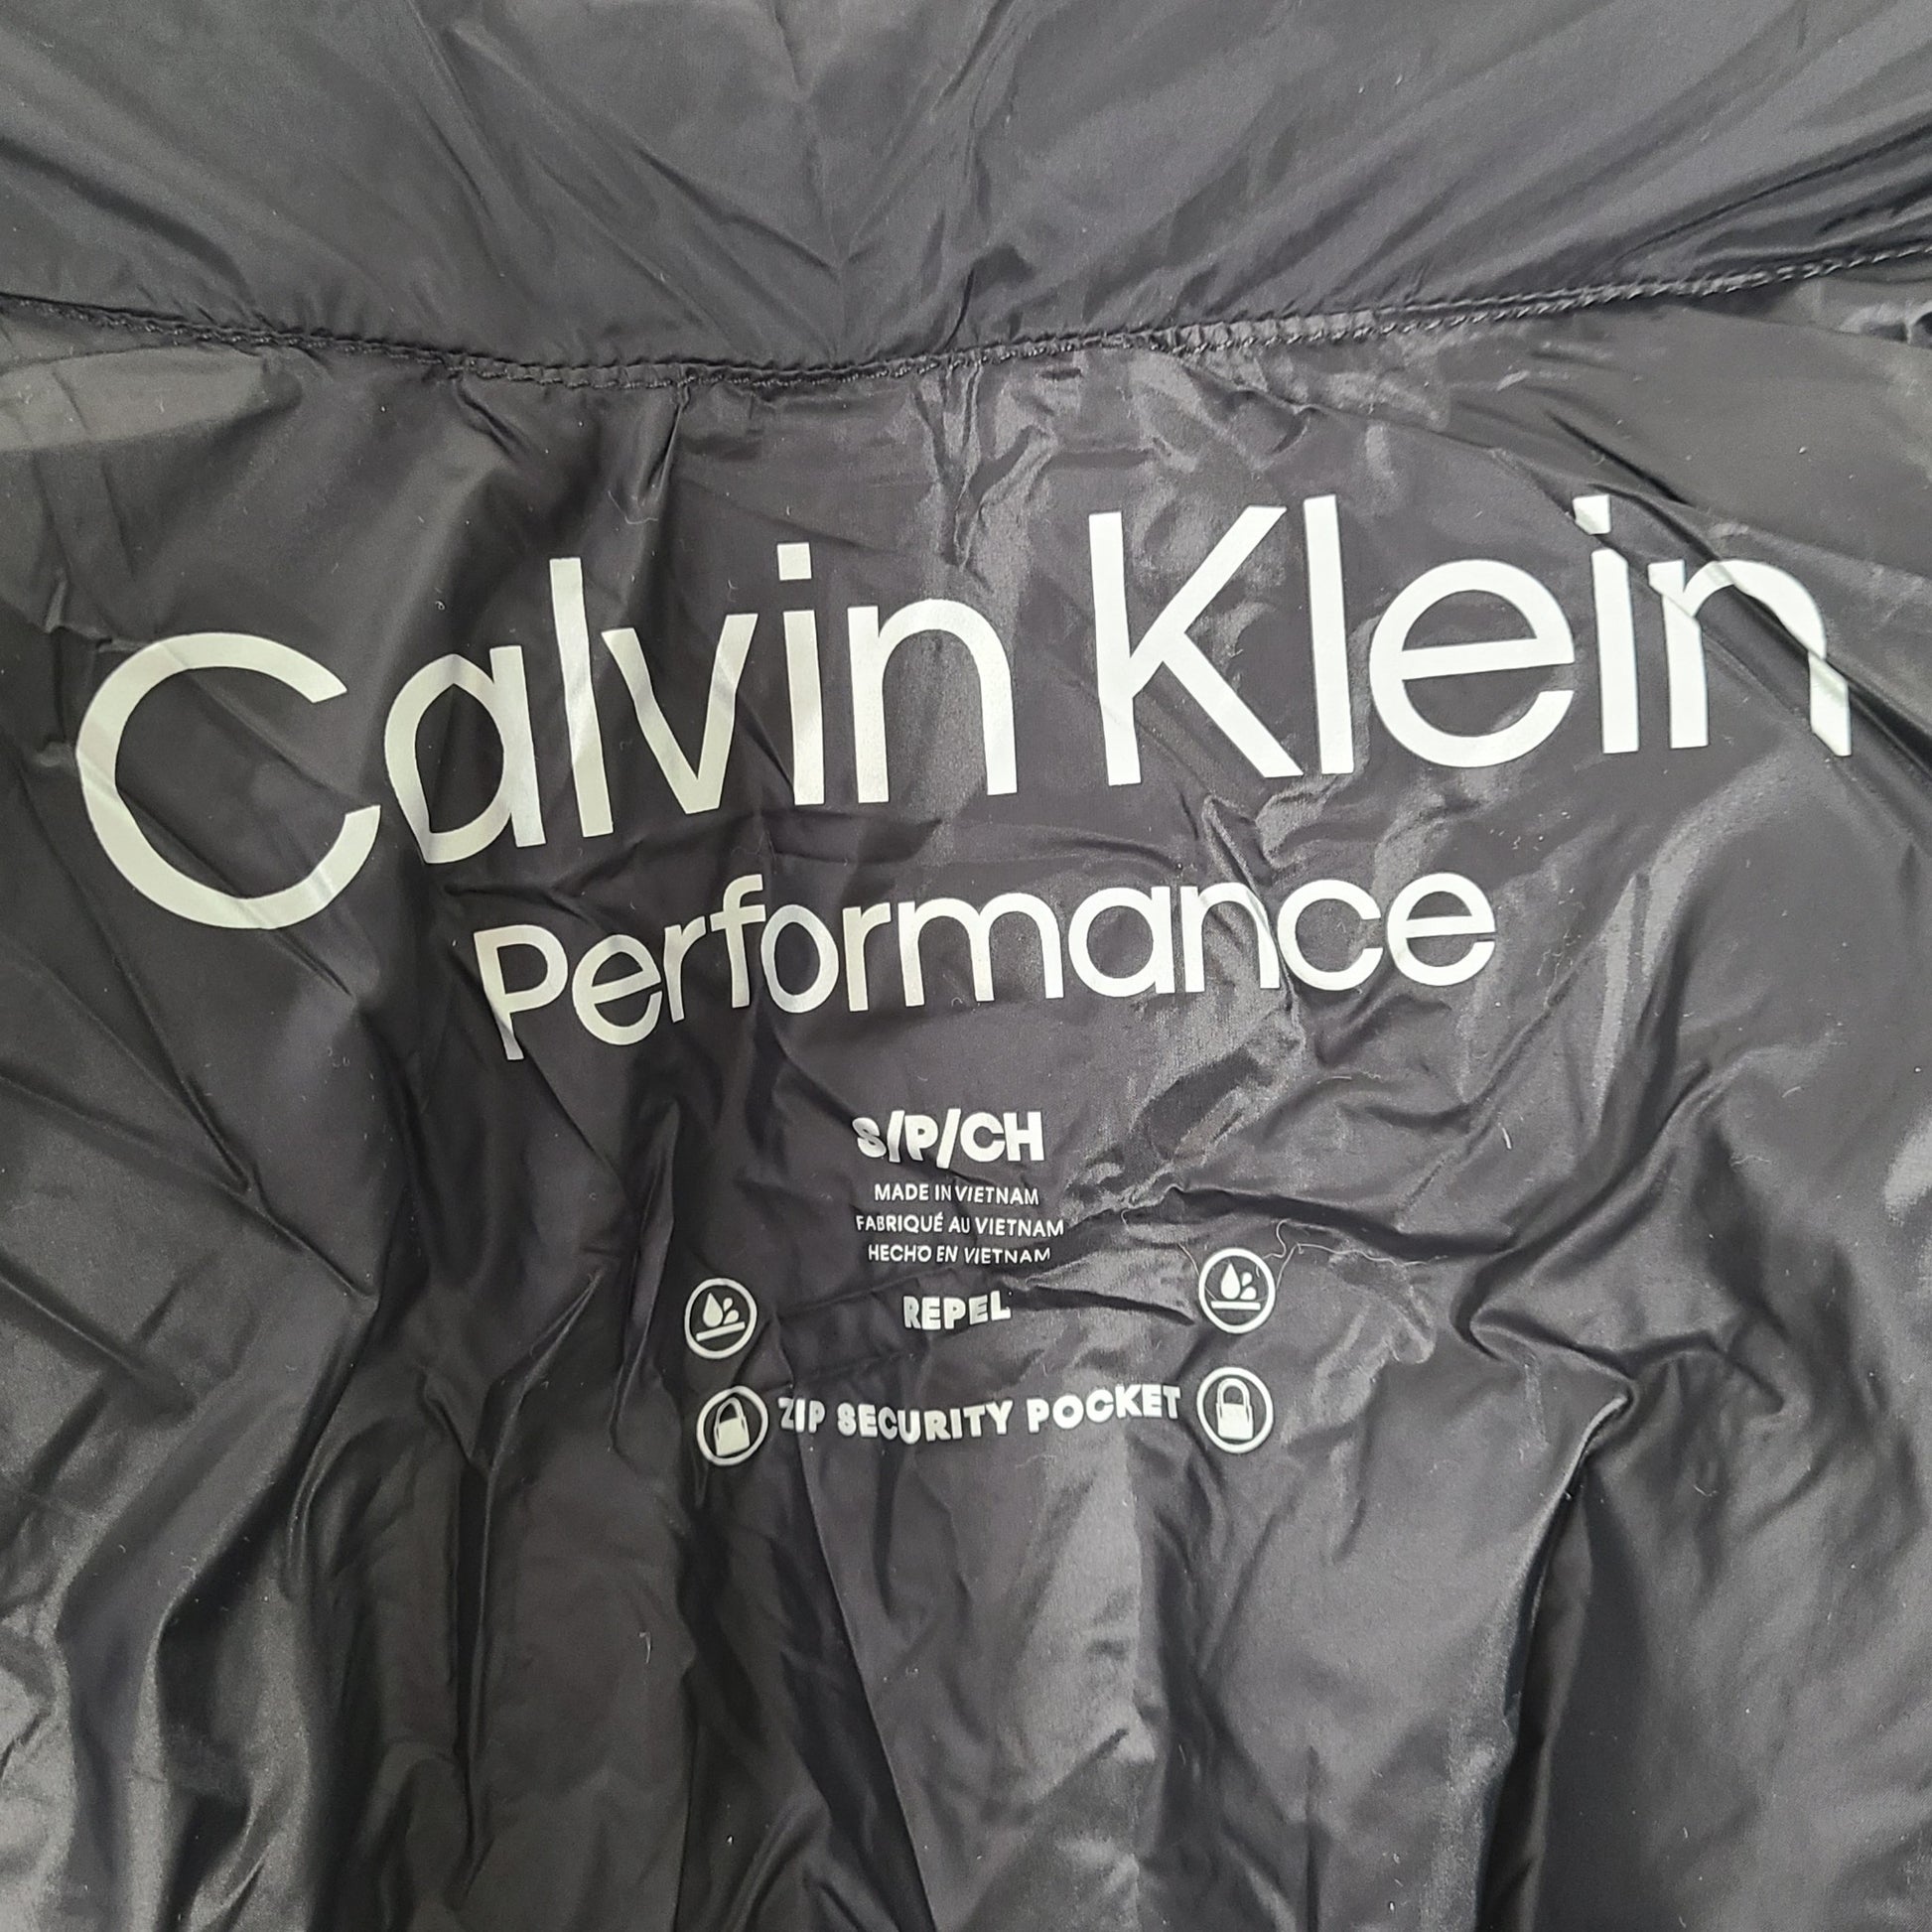 Calvin Klein
Performance
S/P/CH
MADE IN VIETNAM
FABRIQUÉ AU VIETNAM
HECHO EN VIETNAM
REPEL
ZIP SECURITY POCKET